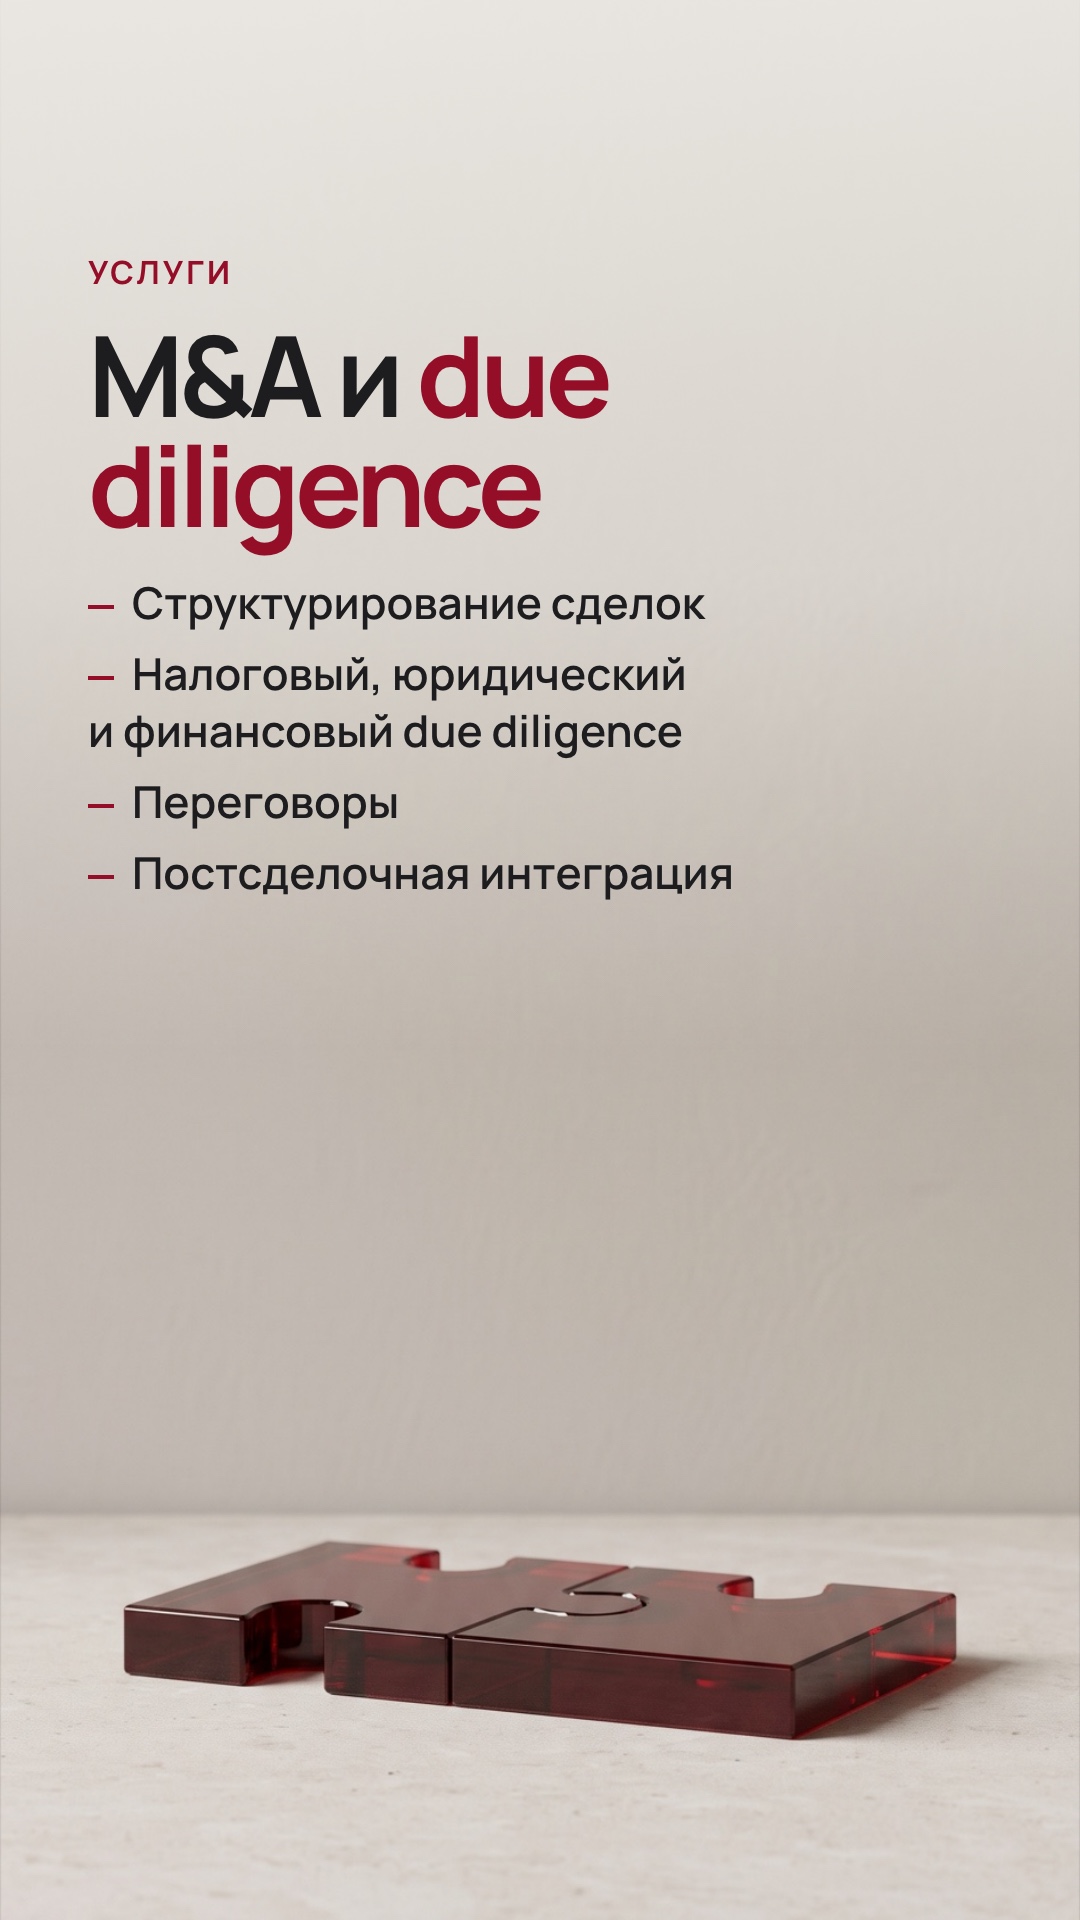 УСЛУГИ
M&A и due
diligence
— Структурирование сделок
— Налоговый, юридический
и финансовый due diligence
— Переговоры
— Постсделочная интеграция